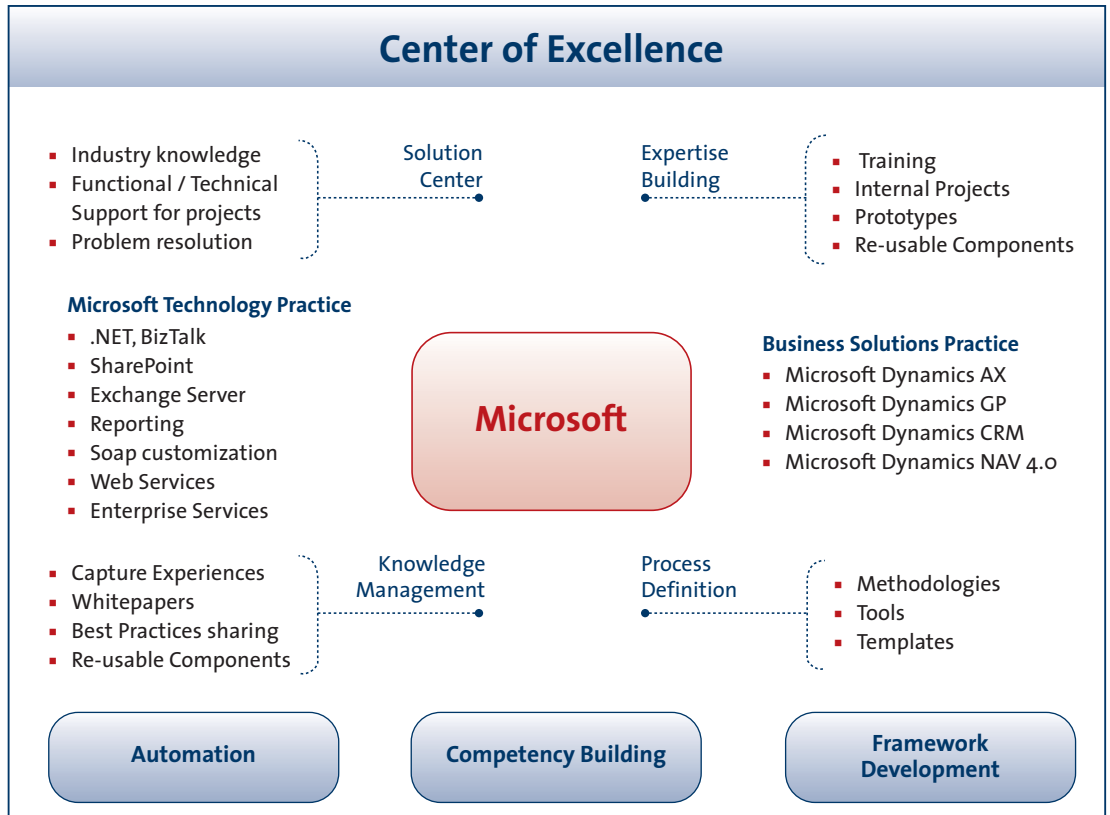 Center of Excellence
Industry knowledge
Functional / Technical
Support for projects
Problem resolution
Solution
Center
Expertise
Building
Training
Internal Projects
Prototypes
Re-usable Components
Microsoft Technology Practice
.NET, BizTalk
SharePoint
Exchange Server
Reporting
Soap customization
Web Services
Enterprise Services
Microsoft
Business Solutions Practice
Microsoft Dynamics AX
Microsoft Dynamics GP
Microsoft Dynamics CRM
Microsoft Dynamics NAV 4.0
Capture Experiences
Whitepapers
Best Practices sharing
Re-usable Components
Knowledge
Management
Process
Definition
Methodologies
Tools
Templates
Automation
Competency Building
Framework
Development